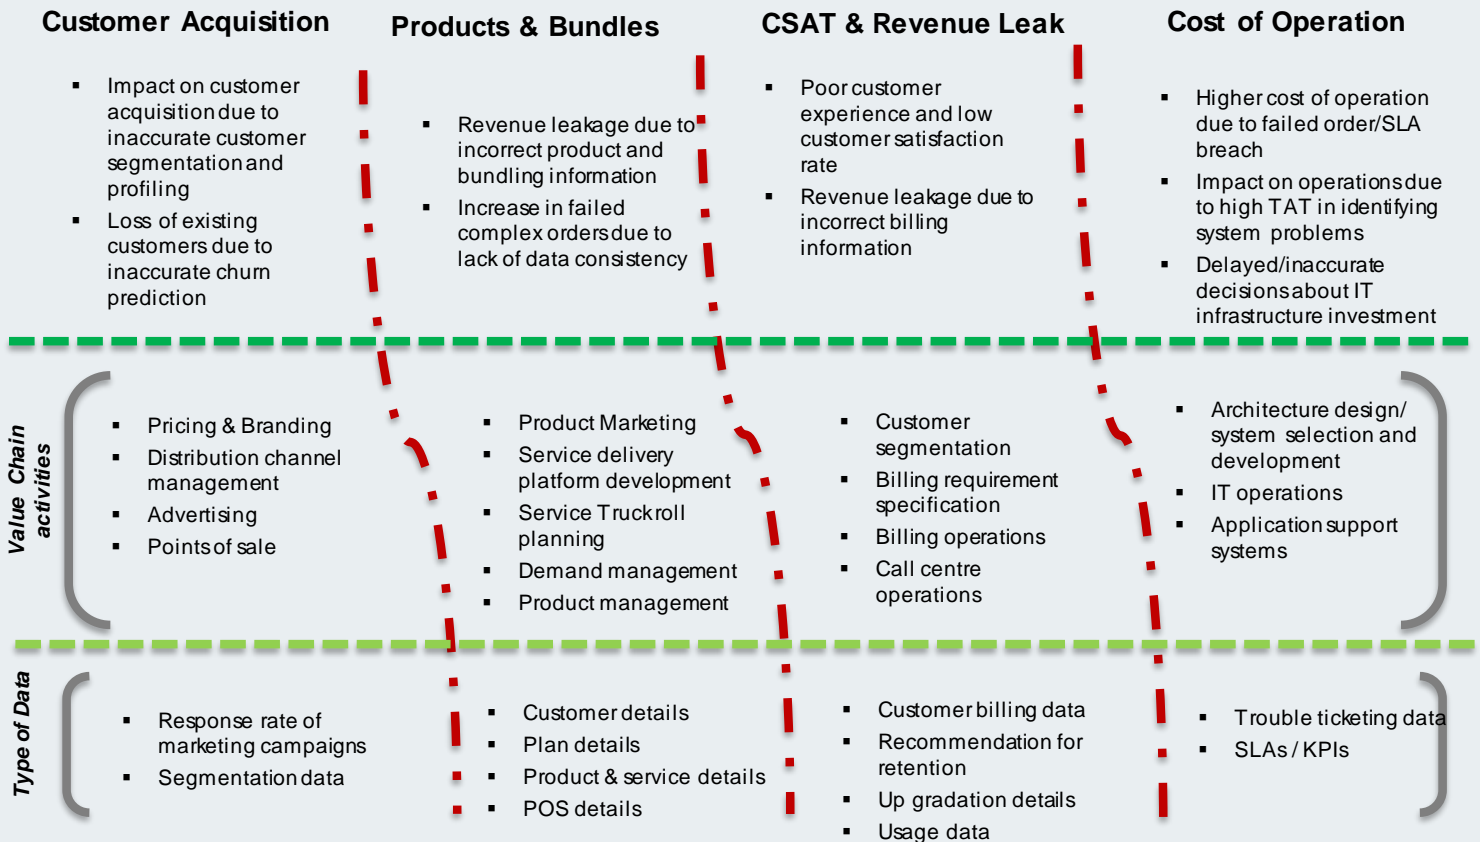 Customer Acquisition
▪ Impact on customer
acquisition due to
inaccurate customer
segmentation and
profiling
▪ Loss of existing
customers due to
inaccurate churn
prediction
Products & Bundles
▪ Revenue leakage due to
incorrect product and
bundling information
▪ Increase in failed
complex orders due to
lack of data consistency
CSAT & Revenue Leak
▪ Poor customer
experience and low
customer satisfaction
rate
▪ Revenue leakage due to
incorrect billing
information
Cost of Operation
▪ Higher cost of operation
due to failed order/SLA
breach
▪ Impact on operations due
to high TAT in identifying
system problems
▪ Delayed/inaccurate
decisions about IT
infrastructure investment
Value Chain
activities
▪ Pricing & Branding
▪ Distribution channel
management
▪ Advertising
▪ Points of sale
▪ Product Marketing
▪ Service delivery
platform development
▪ Service Truck roll
planning
▪ Demand management
▪ Product management
▪ Customer
segmentation
▪ Billing requirement
specification
▪ Billing operations
▪ Call centre
operations
▪ Architecture design/
system selection and
development
▪ IT operations
▪ Application support
systems
Type of Data
▪ Response rate of
marketing campaigns
▪ Segmentation data
▪ Customer details
▪ Plan details
▪ Product & service details
▪ POS details
▪ Customer billing data
▪ Recommendation for
retention
▪ Up gradation details
▪ Usage data
▪ Trouble ticketing data
▪ SLAs / KPIs